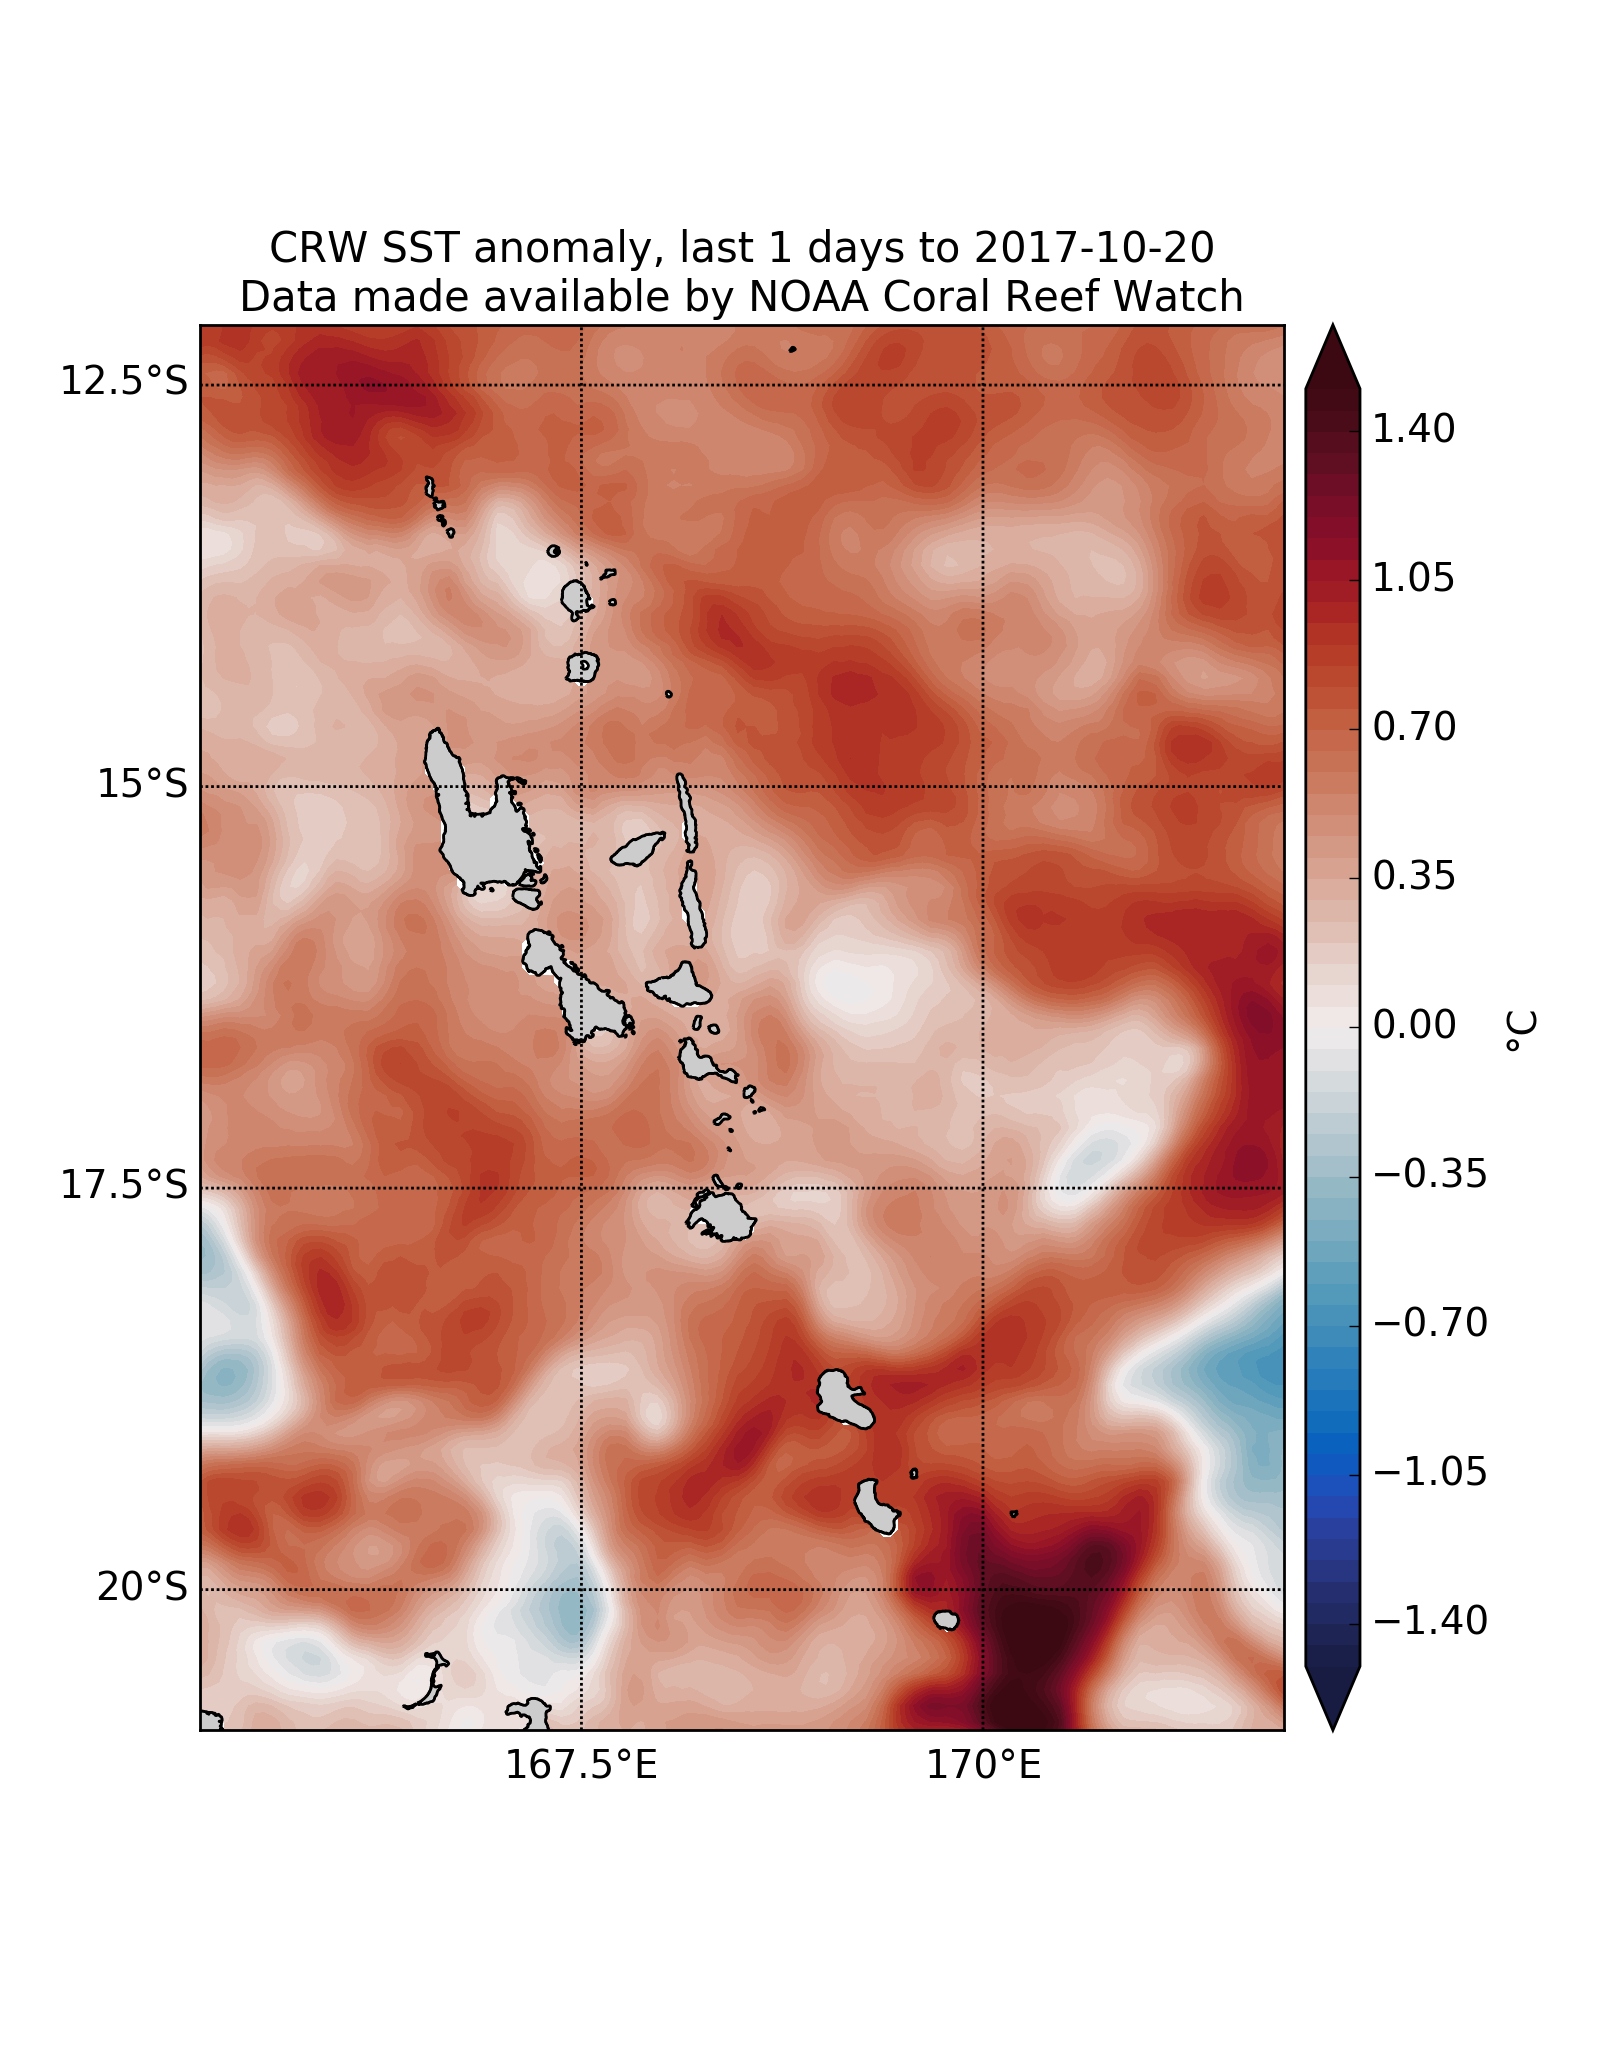 CRW SST anomaly, last 1 days to 2017-10-20
Data made available by NOAA Coral Reef Watch
12.5°S
15°S
17.5°S
20°S
167.5°E
170°E
1.40
1.05
0.70
0.35
0.00
−0.35
−0.70
−1.05
−1.40
°C